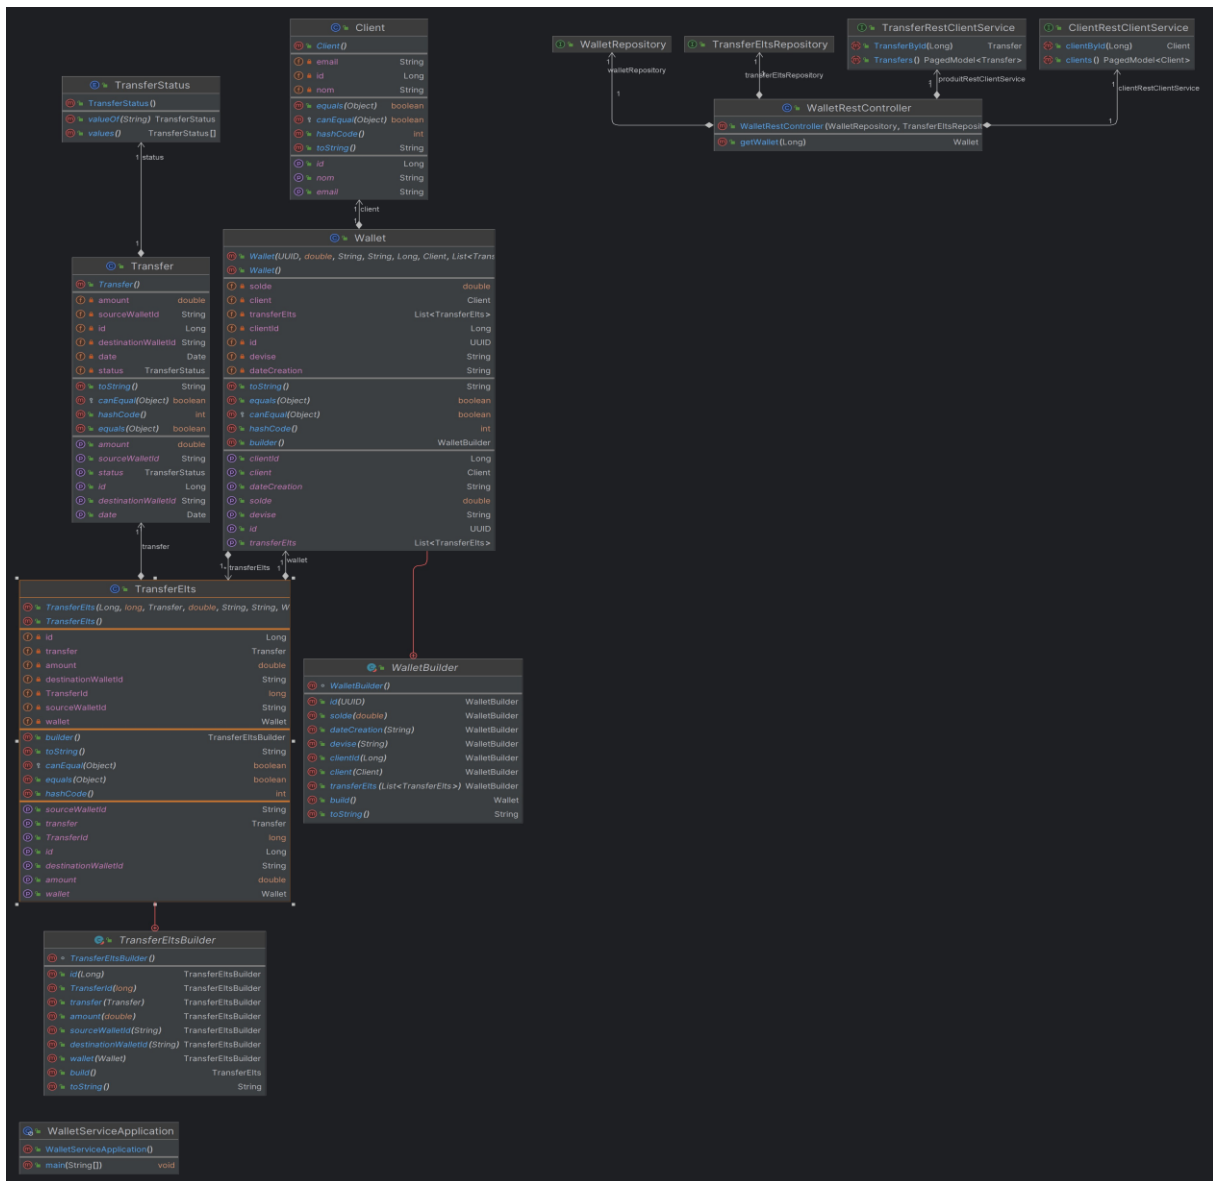 Client
Client()
email String
id Long
nom String
equals(Object) boolean
canEqual(Object) boolean
hashCode() int
toString() String
id Long
nom String
email String
TransferStatus
TransferStatus()
valueOf(String) TransferStatus
values() TransferStatus[]
1 status
1
WalletRepository
TransferEltsRepository
TransferRestClientService
TransferById(Long) Transfer
Transfers() PagedModel<Transfer>
ClientRestClientService
clientById(Long) Client
clients() PagedModel<Client>
1
walletRepository
1
1
transferEltsRepository
1
1
produitRestClientService
1
1
clientRestClientService
1
WalletRestController
WalletRestController(WalletRepository, TransferEltsReposit
getWallet(Long) Wallet
1 client
1
Wallet
Wallet(UUID, double, String, String, Long, Client, List<Trans
Wallet()
solde double
client Client
transferElts List<TransferElts>
clientId Long
id UUID
devise String
dateCreation String
toString() String
equals(Object) boolean
canEqual(Object) boolean
hashCode() int
builder() WalletBuilder
clientId Long
client Client
dateCreation String
solde double
devise String
id UUID
transferElts List<TransferElts>
Transfer
Transfer()
amount double
sourceWalletId String
id Long
destinationWalletId String
date Date
status TransferStatus
toString() String
canEqual(Object) boolean
hashCode() int
equals(Object) boolean
amount double
sourceWalletId String
status TransferStatus
id Long
destinationWalletId String
date Date
1
transfer
1
1
transferElts
1
wallet
1
TransferElts
TransferElts(Long, long, Transfer, double, String, String, W
TransferElts()
id Long
transfer Transfer
amount double
destinationWalletId String
TransferId long
sourceWalletId String
wallet Wallet
builder() TransferEltsBuilder
toString() String
canEqual(Object) boolean
equals(Object) boolean
hashCode() int
sourceWalletId String
transfer Transfer
TransferId long
id Long
destinationWalletId String
amount double
wallet Wallet
WalletBuilder
WalletBuilder()
id(UUID) WalletBuilder
solde(double) WalletBuilder
dateCreation(String) WalletBuilder
devise(String) WalletBuilder
clientId(Long) WalletBuilder
client(Client) WalletBuilder
transferElts(List<TransferElts>) WalletBuilder
build() Wallet
toString() String
TransferEltsBuilder
TransferEltsBuilder()
id(Long) TransferEltsBuilder
TransferId(long) TransferEltsBuilder
transfer(Transfer) TransferEltsBuilder
amount(double) TransferEltsBuilder
sourceWalletId(String) TransferEltsBuilder
destinationWalletId(String) TransferEltsBuilder
wallet(Wallet) TransferEltsBuilder
build() TransferElts
toString() String
WalletServiceApplication
WalletServiceApplication()
main(String[]) void